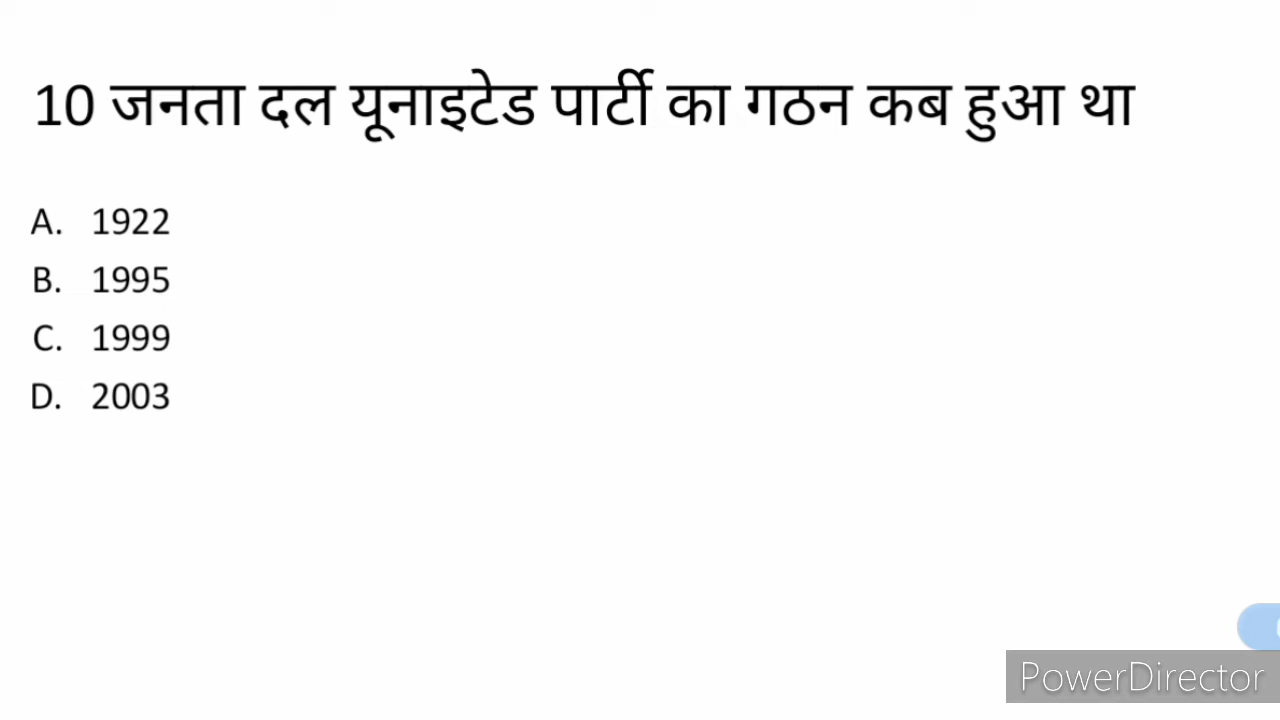 10 जनता दल यूनाइटेड पार्टी का गठन कब हुआ था
A. 1922
B. 1995
C. 1999
D. 2003
PowerDirector